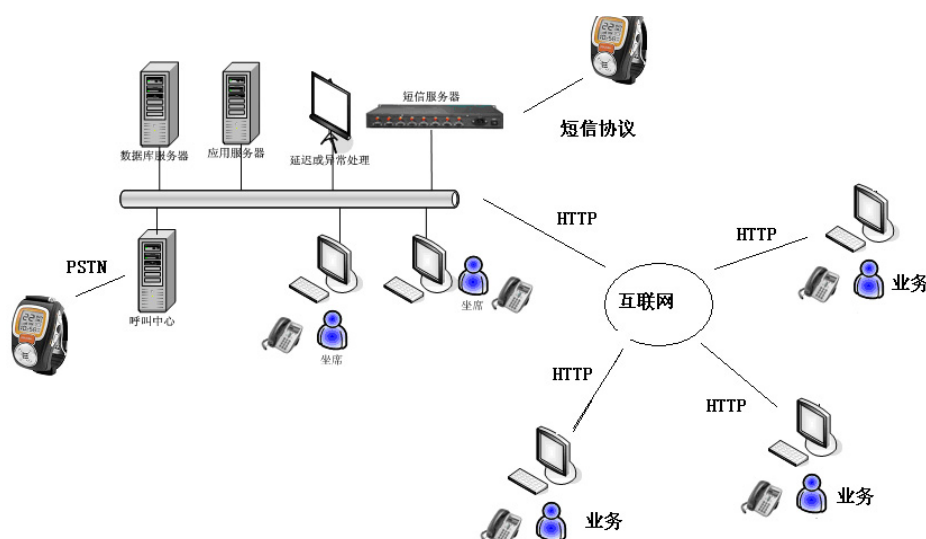 短信服务器
短信协议
数据库服务器
应用服务器
延迟或异常处理
HTTP
HTTP
业务
PSTN
呼叫中心
坐席
坐席
互联网
HTTP
HTTP
业务
业务